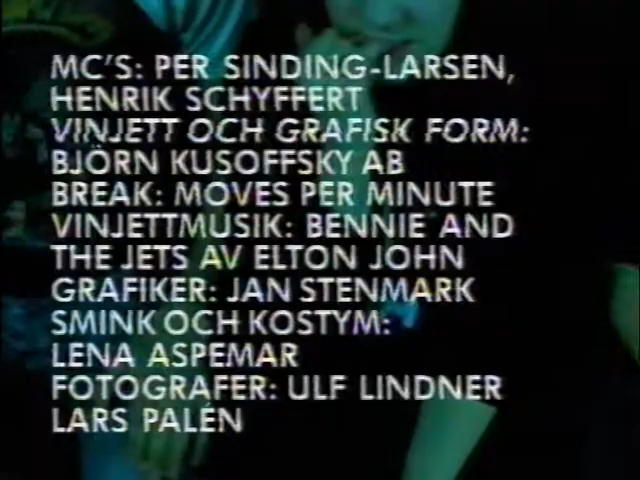 MC'S: PER SINDING-LARSEN,
HENRIK SCHYFFERT
VINJETT OCH GRAFISK FORM:
BJÖRN KUSOFFSKY AB
BREAK: MOVES PER MINUTE
VINJETTMUSIK: BENNIE AND
THE JETS AV ELTON JOHN
GRAFIKER: JAN STENMARK
SMINK OCH KOSTYM:
LENA ASPEMAR
FOTOGRAFER: ULF LINDNER
LARS PALÉN